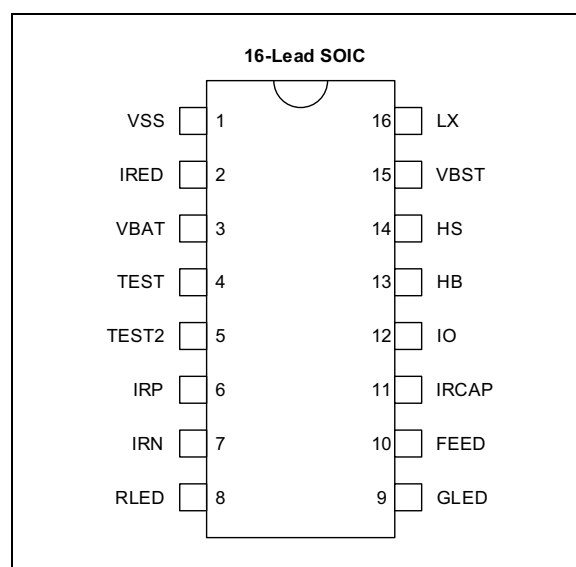 16-Lead SOIC
VSS 1 16 LX
IRED 2 15 VBST
VBAT 3 14 HS
TEST 4 13 HB
TEST2 5 12 IO
IRP 6 11 IRCAP
IRN 7 10 FEED
RLED 8 9 GLED